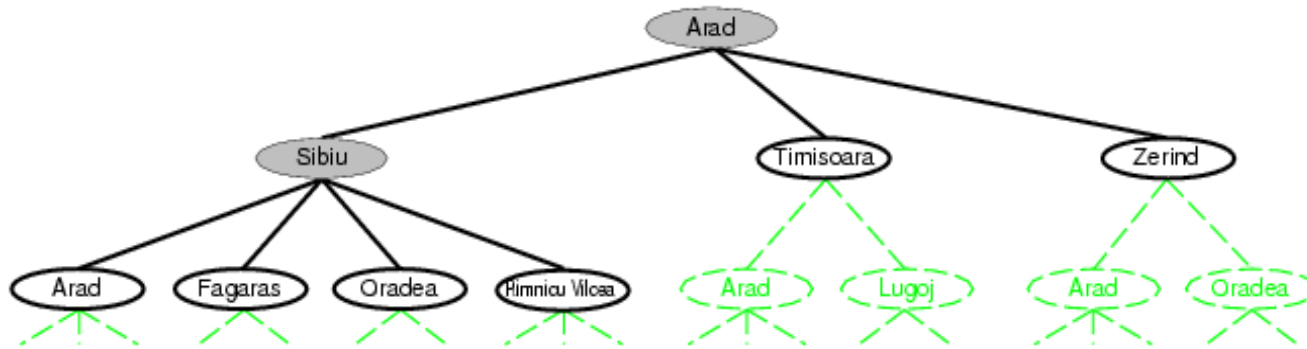 Arad
Sibiu
Timisoara
Zerind
Arad
Fagaras
Oradea
Rimnicu Vilcea
Arad
Lugoj
Arad
Oradea